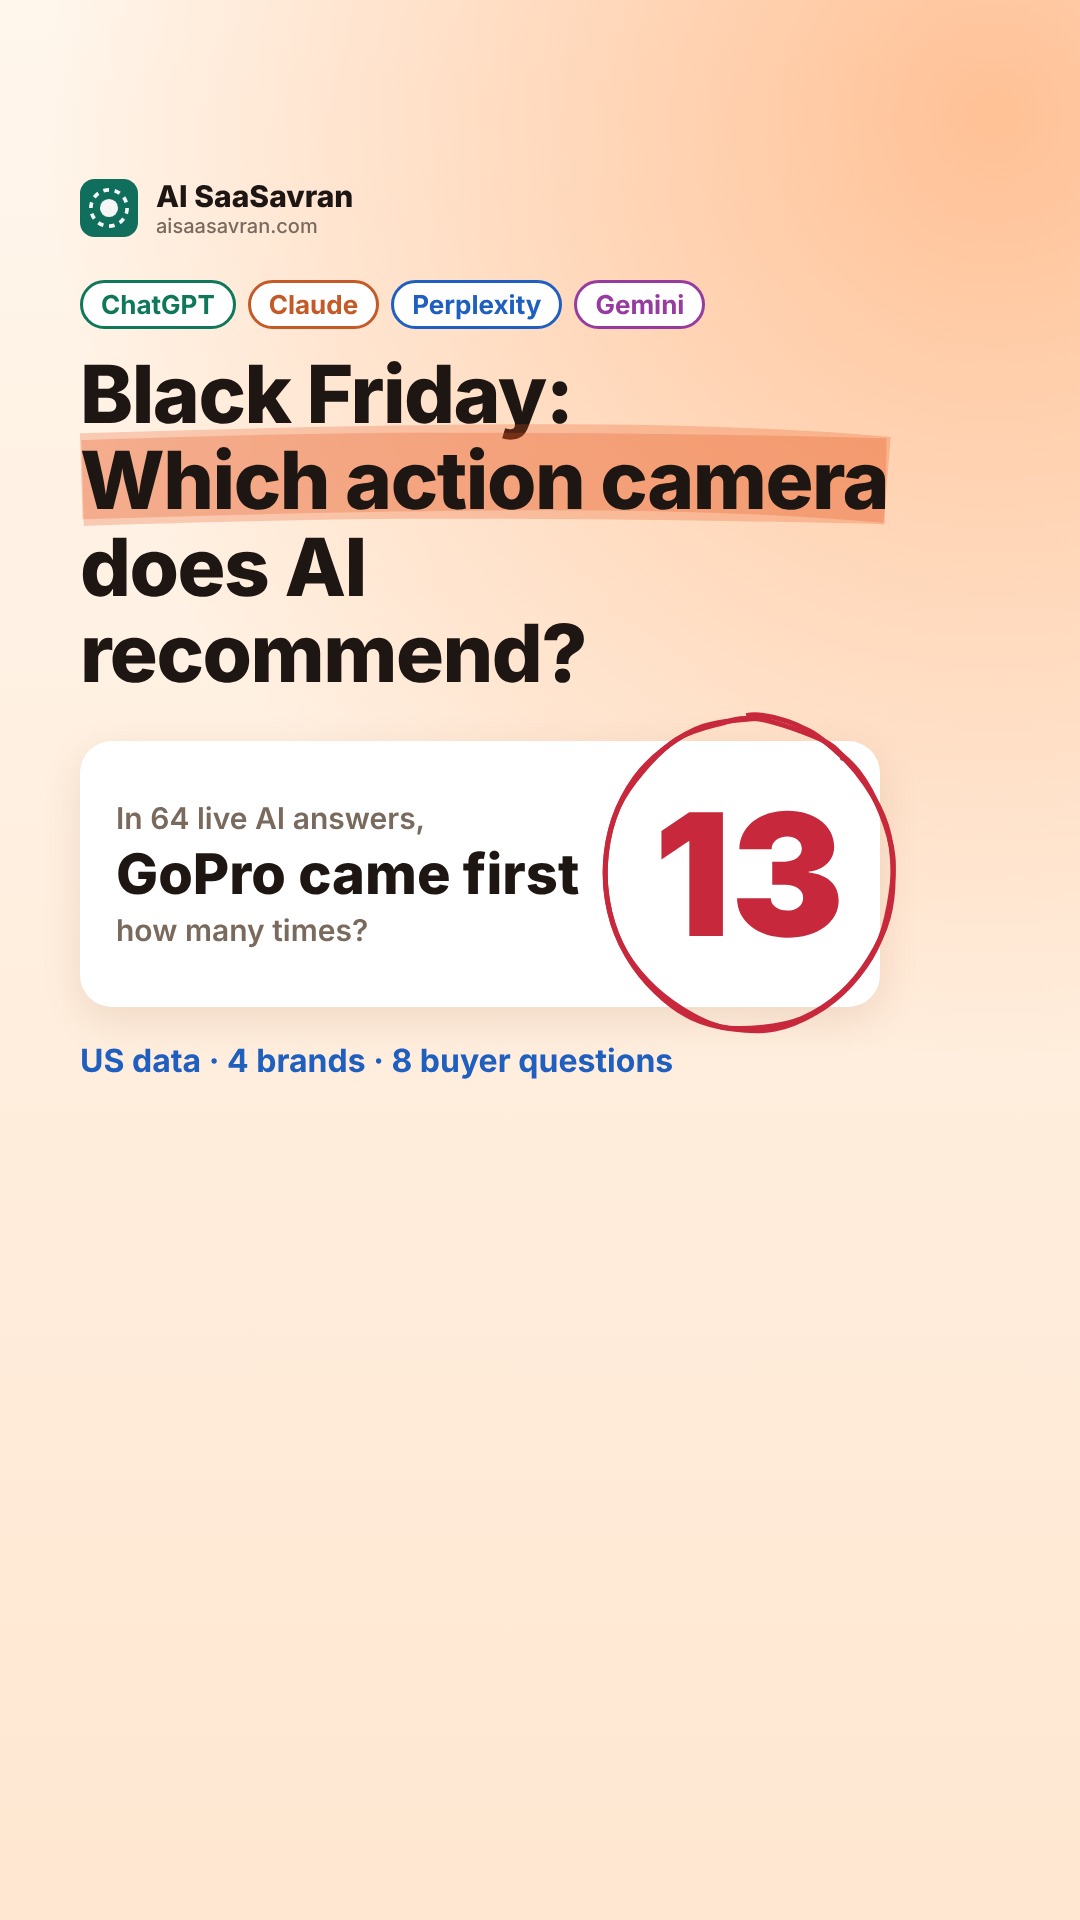 AI SaaSavran
aisaasavran.com
ChatGPT Claude Perplexity Gemini
Black Friday:
Which action camera
does AI
recommend?
In 64 live AI answers,
GoPro came first
how many times?
13
US data · 4 brands · 8 buyer questions